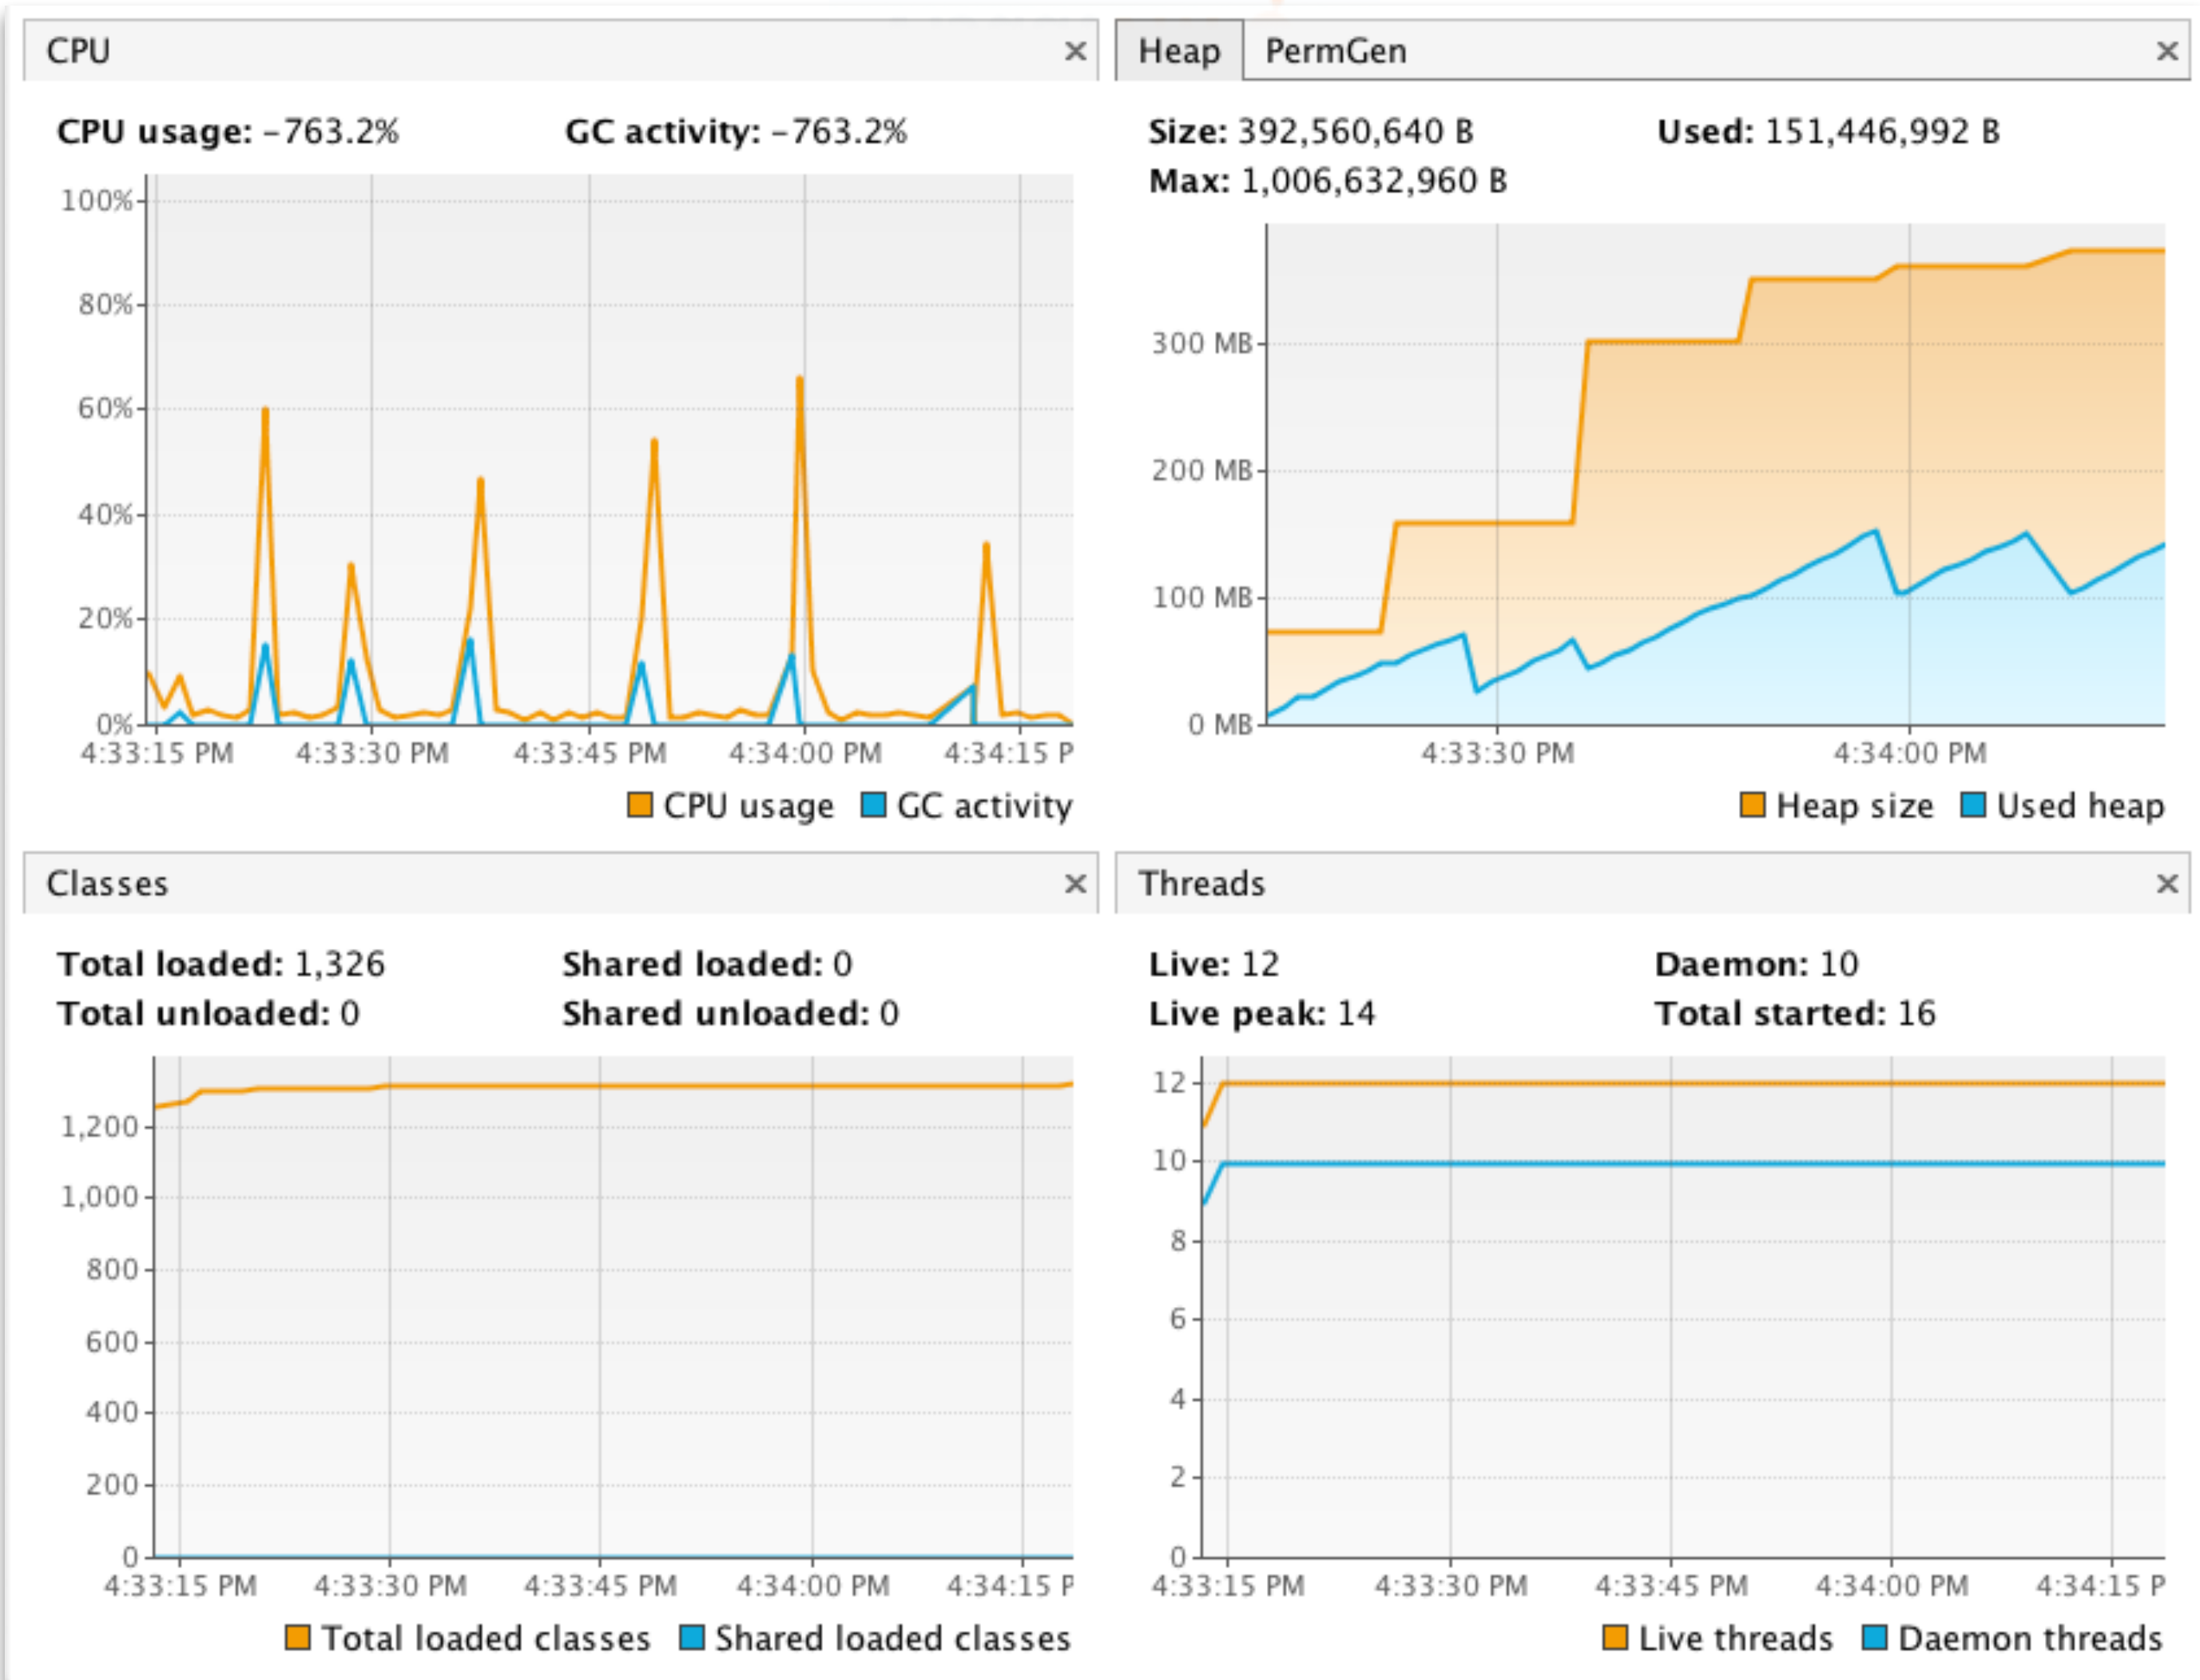 CPU ×
CPU usage: -763.2% GC activity: -763.2%
100%
80%
60%
40%
20%
0%
4:33:15 PM 4:33:30 PM 4:33:45 PM 4:34:00 PM 4:34:15 P
CPU usage GC activity
Heap PermGen ×
Size: 392,560,640 B Used: 151,446,992 B
Max: 1,006,632,960 B
300 MB
200 MB
100 MB
0 MB
4:33:30 PM 4:34:00 PM
Heap size Used heap
Classes ×
Total loaded: 1,326 Shared loaded: 0
Total unloaded: 0 Shared unloaded: 0
1,200
1,000
800
600
400
200
0
4:33:15 PM 4:33:30 PM 4:33:45 PM 4:34:00 PM 4:34:15 P
Total loaded classes Shared loaded classes
Threads ×
Live: 12 Daemon: 10
Live peak: 14 Total started: 16
12
10
8
6
4
2
0
4:33:15 PM 4:33:30 PM 4:33:45 PM 4:34:00 PM 4:34:15 P
Live threads Daemon threads